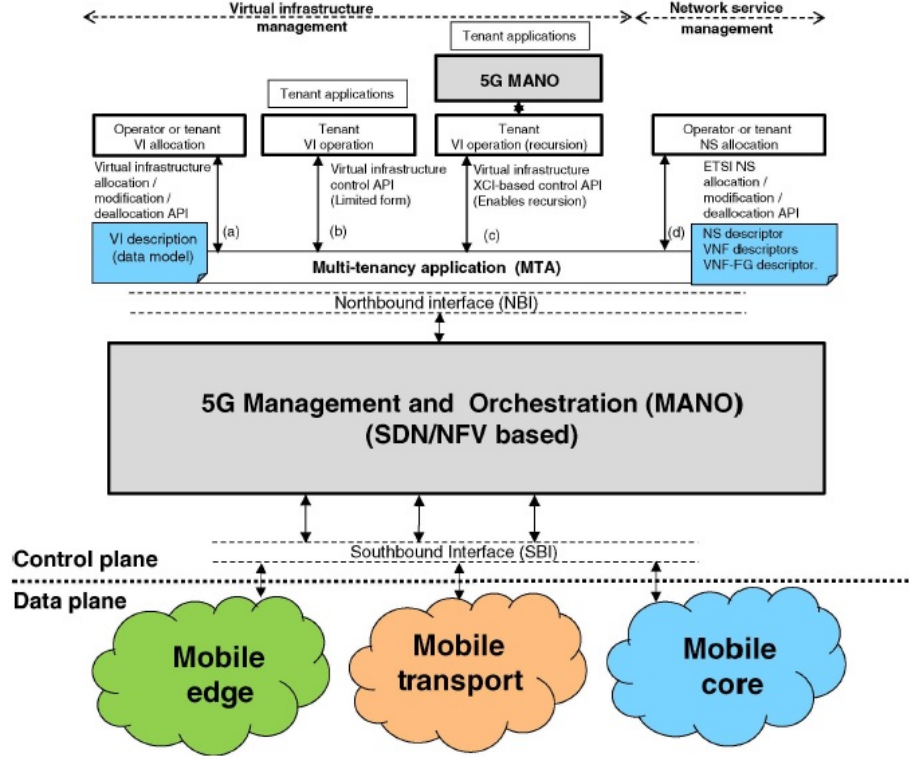 Virtual infrastructure
management
Network service
management
Tenant applications
5G MANO
Tenant applications
Operator or tenant
VI allocation
Tenant
VI operation
Tenant
VI operation (recursion)
Operator or tenant
NS allocation
Virtual infrastructure
allocation /
modification /
deallocation API
(a)
Virtual infrastructure
control API
(Limited form)
(b)
Virtual infrastructure
XCI-based control API
(Enables recursion)
(c)
ETSI NS
allocation/
modification/
deallocation API
(d)
VI description
(data model)
NS descriptor
VNF descriptors
VNF-FG descriptor.
Multi-tenancy application (MTA)
Northbound interface (NBI)
5G Management and Orchestration (MANO)
(SDN/NFV based)
Southbound Interface (SBI)
Control plane
Data plane
Mobile
edge
Mobile
transport
Mobile
core